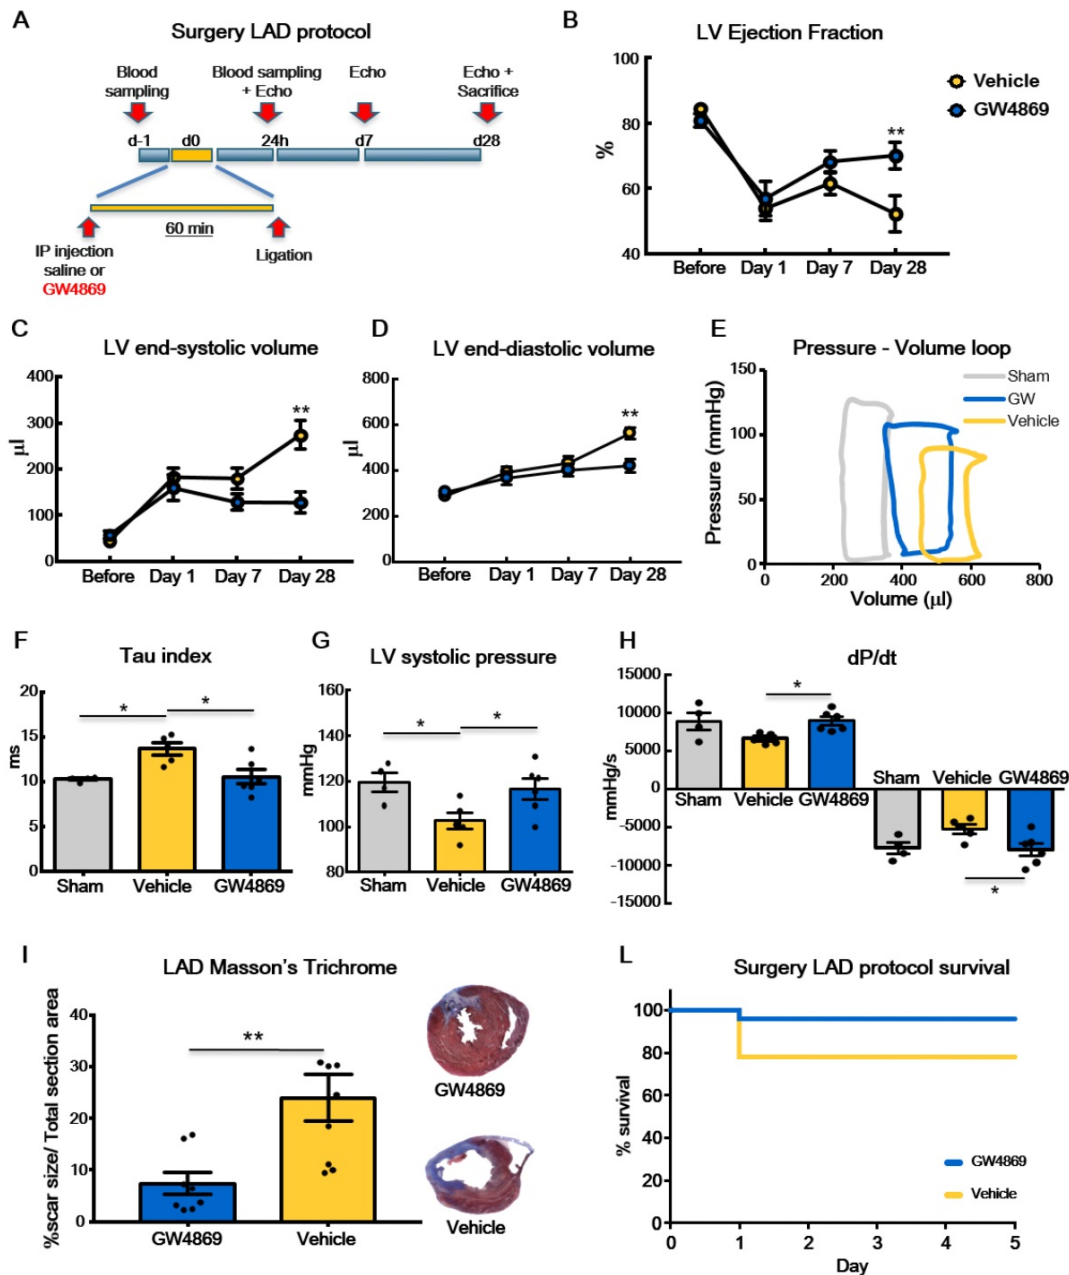 A
Surgery LAD protocol
Blood
sampling
Blood sampling
+ Echo
Echo
Echo +
Sacrifice
d-1
d0
24h
d7
d28
60 min
IP injection
saline or
GW4869
Ligation
B
LV Ejection Fraction
%
100
80
60
40
**
Before
Day 1
Day 7
Day 28
Vehicle
GW4869
C
LV end-systolic volume
µl
400
300
200
100
0
**
Before
Day 1
Day 7
Day 28
D
LV end-diastolic volume
µl
800
600
400
200
0
**
Before
Day 1
Day 7
Day 28
E
Pressure - Volume loop
Pressure (mmHg)
150
100
50
0
0
200
400
600
800
Volume (µl)
Sham
GW
Vehicle
F
Tau index
ms
20
15
10
5
0
*
*
Sham
Vehicle
GW4869
G
LV systolic pressure
mmHg
160
140
120
100
80
*
*
Sham
Vehicle
GW4869
H
dP/dt
mmHg/s
15000
10000
5000
0
-5000
-10000
-15000
*
Sham
Vehicle
GW4869
Sham
Vehicle
GW4869
*
I
LAD Masson's Trichrome
%scar size/ Total section area
40
30
20
10
0
**
GW4869
Vehicle
GW4869
Vehicle
L
Surgery LAD protocol survival
% survival
100
80
60
40
20
0
0
1
2
3
4
5
Day
GW4869
Vehicle